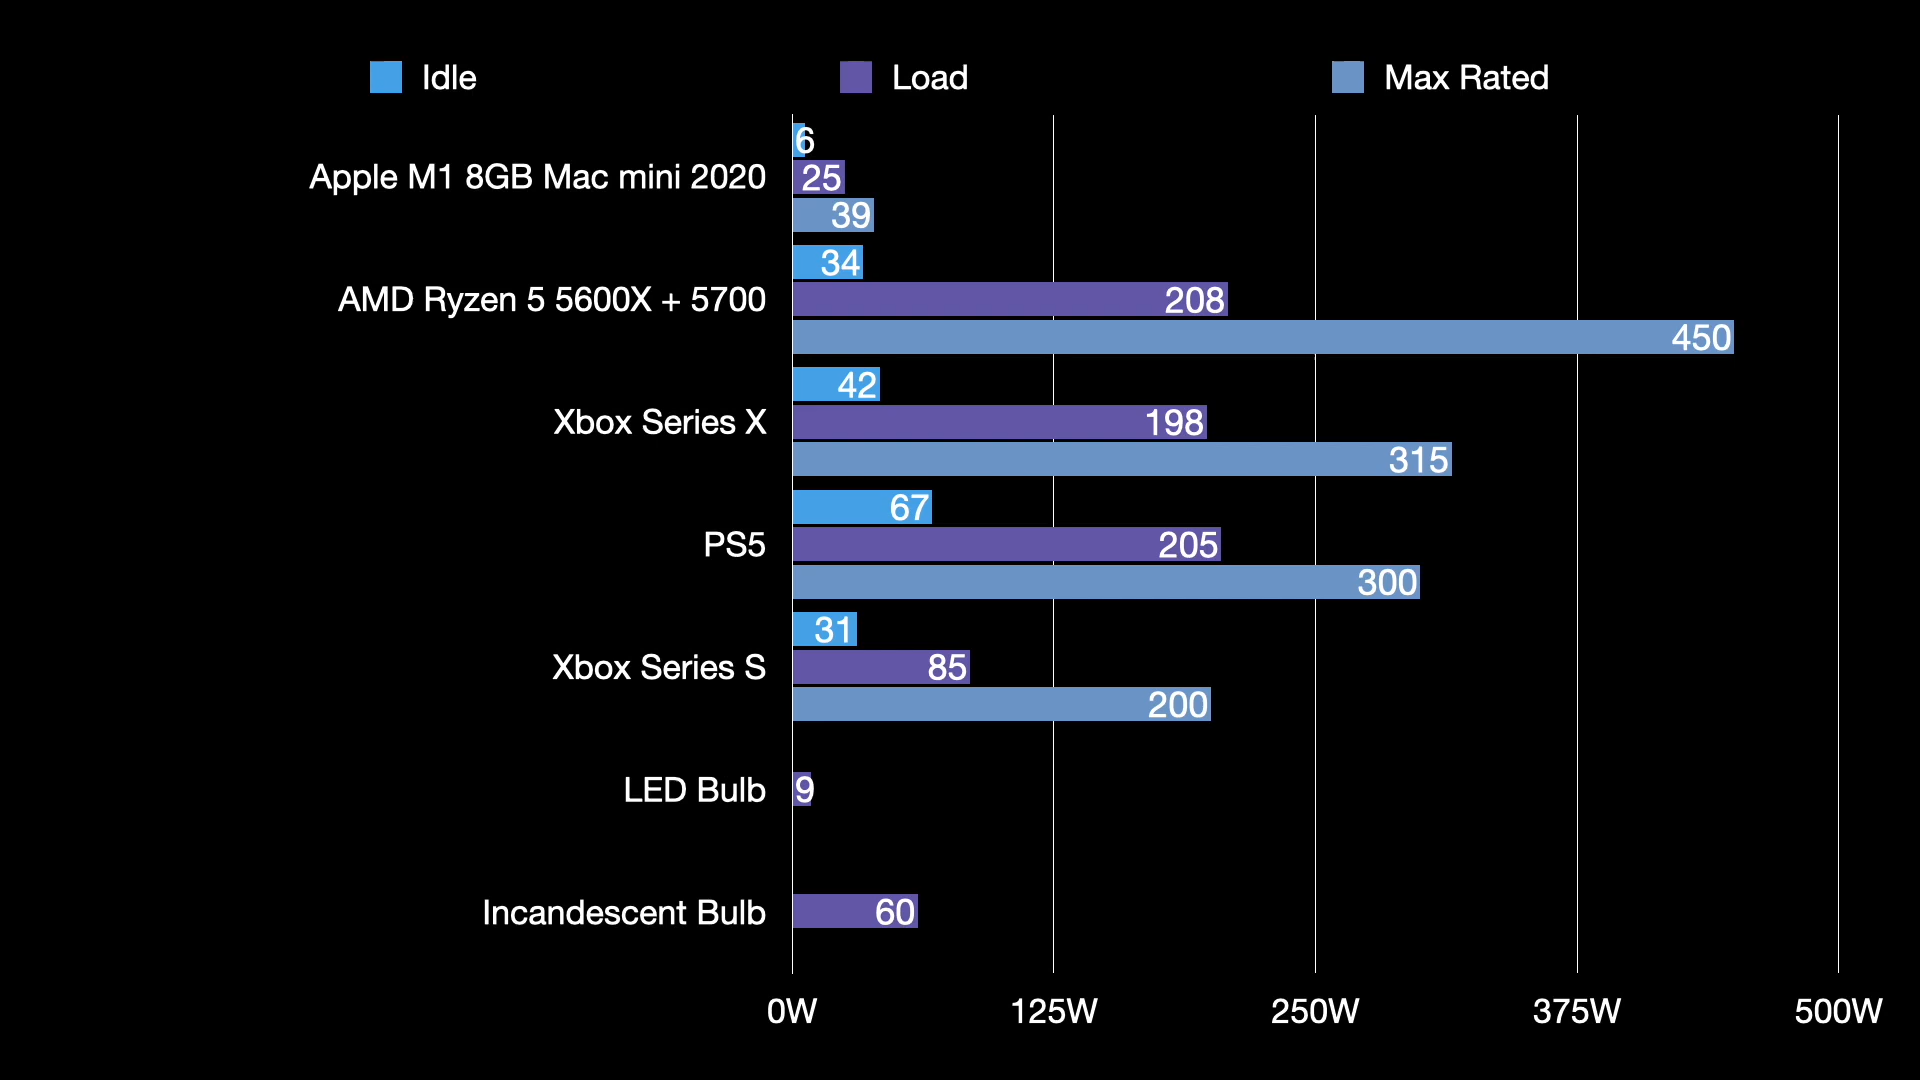 Idle Load Max Rated
6
Apple M1 8GB Mac mini 2020 25
39
34
AMD Ryzen 5 5600X + 5700 208
450
42
Xbox Series X 198
315
67
PS5 205
300
31
Xbox Series S 85
200
LED Bulb 9
Incandescent Bulb 60
0W 125W 250W 375W 500W